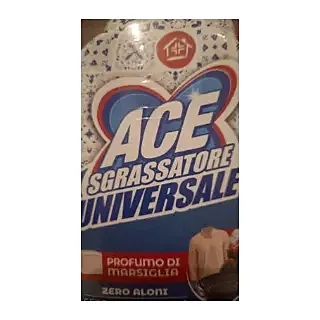 ACE
SGRASSATORE
UNIVERSALE
PROFUMO DI
MARSIGLIA
ZERO ALONI